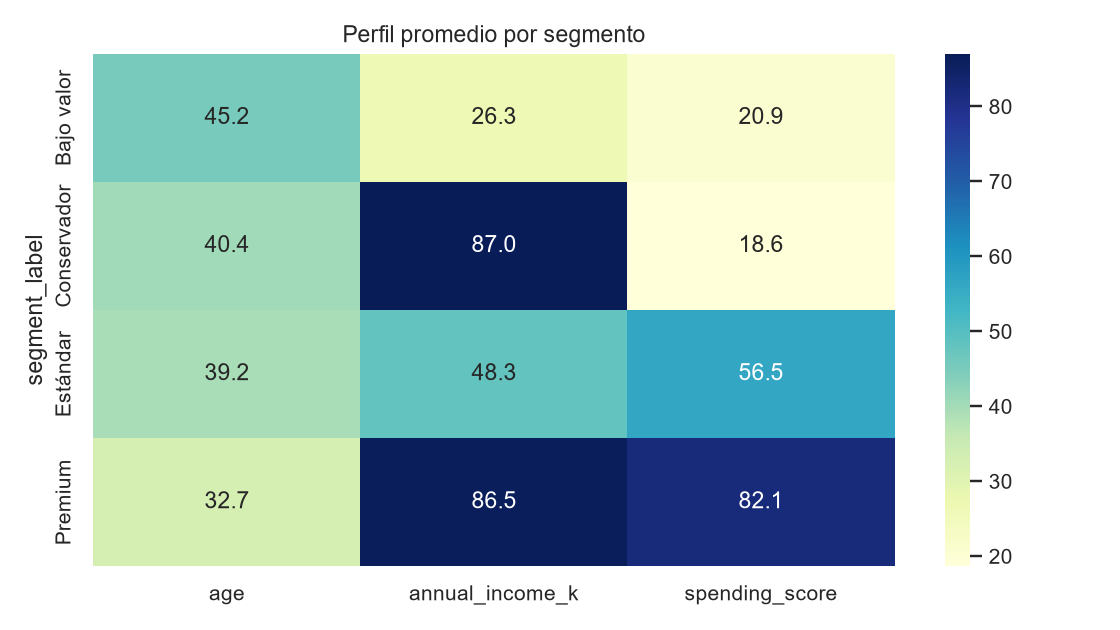 Perfil promedio por segmento
segment_label
Bajo valor
45.2 26.3 20.9
Conservador
40.4 87.0 18.6
Estándar
39.2 48.3 56.5
Premium
32.7 86.5 82.1
age annual_income_k spending_score
80
70
60
50
40
30
20